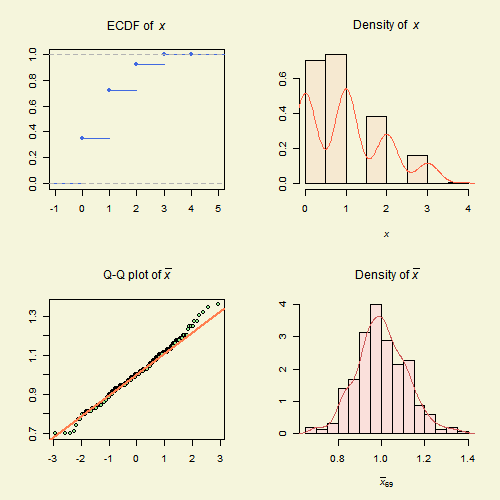 ECDF of x
Density of x
0.0 0.2 0.4 0.6 0.8 1.0
-1 0 1 2 3 4 5
0.0 0.2 0.4 0.6
0 1 2 3 4
x
Q-Q plot of x̅
Density of x̅
0.7 0.9 1.1 1.3
-3 -2 -1 0 1 2 3
0 1 2 3 4
0.8 1.0 1.2 1.4
x̅69